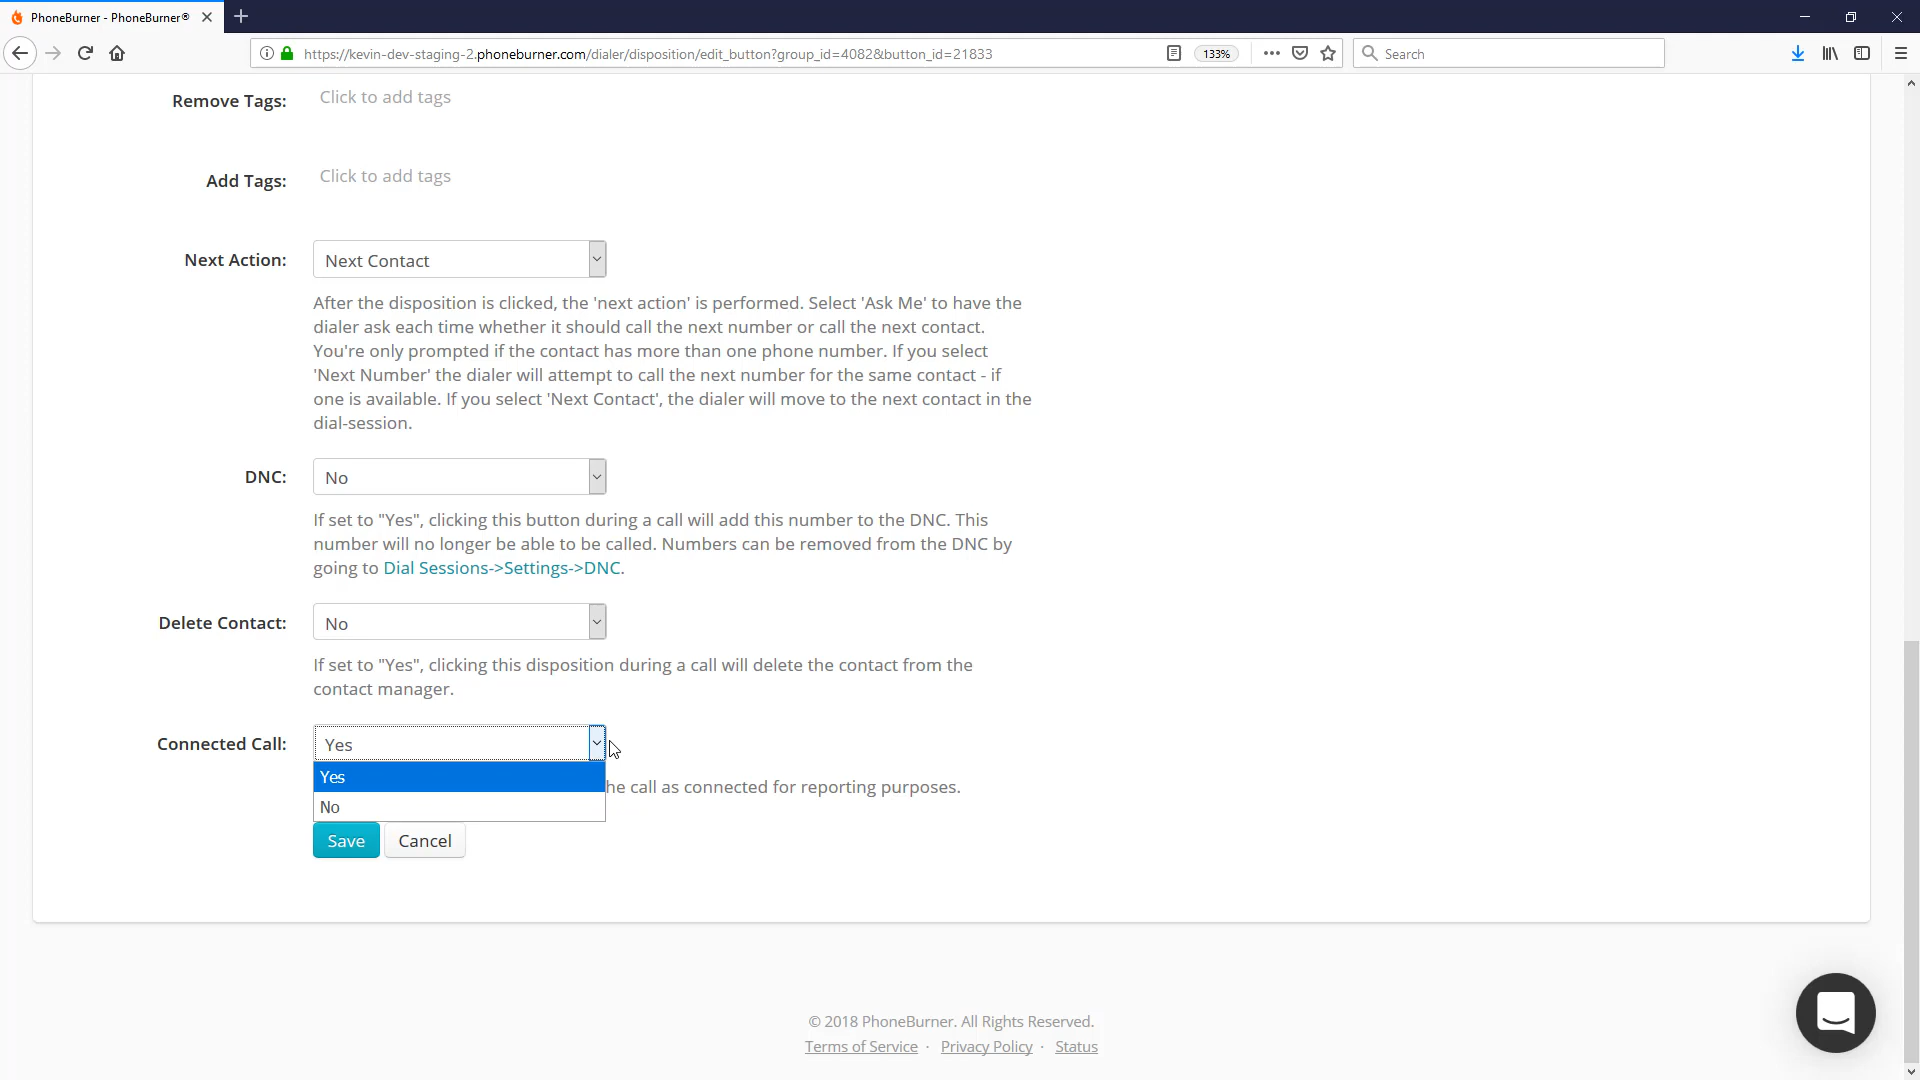 PhoneBurner - PhoneBurner®
https://kevin-dev-staging-2.phoneburner.com/dialer/disposition/edit_button?group_id=4082&button_id=21833
133%
Search
Remove Tags:
Click to add tags
Add Tags:
Click to add tags
Next Action:
Next Contact
After the disposition is clicked, the 'next action' is performed. Select 'Ask Me' to have the
dialer ask each time whether it should call the next number or call the next contact.
You're only prompted if the contact has more than one phone number. If you select
'Next Number' the dialer will attempt to call the next number for the same contact - if
one is available. If you select 'Next Contact', the dialer will move to the next contact in the
dial-session.
DNC:
No
If set to "Yes", clicking this button during a call will add this number to the DNC. This
number will no longer be able to be called. Numbers can be removed from the DNC by
going to Dial Sessions->Settings->DNC.
Delete Contact:
No
If set to "Yes", clicking this disposition during a call will delete the contact from the
contact manager.
Connected Call:
Yes
Yes
he call as connected for reporting purposes.
No
Save
Cancel
© 2018 PhoneBurner. All Rights Reserved.
Terms of Service · Privacy Policy · Status